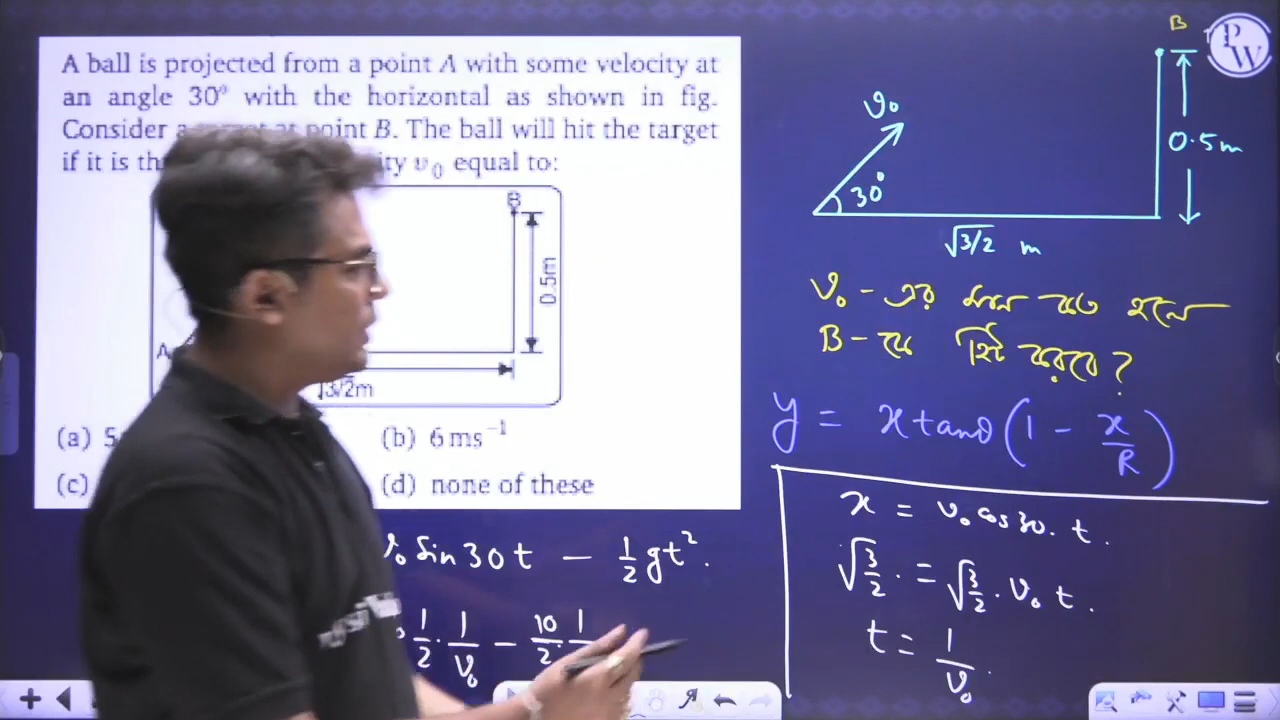 A ball is projected from a point A with some velocity at
an angle 30° with the horizontal as shown in fig.
Consider a point B. The ball will hit the target
if it is v₀ equal to:
B
0.5m
A
√3/2m
(a) 5
(b) 6 ms⁻¹
(c)
(d) none of these
v₀ sin 30 t − 1/2 gt².
1/2 · 1/v₀ − 10/2 · 1
B
PW
v₀
30°
0.5m
√3/2 m
v₀ - এর মান কত হলে
B - কে হিট করবে?
y = x tanθ (1 − x/R)
x = v₀ cos30. t.
√3/2 . = √3/2 . v₀ t.
t = 1/v₀.